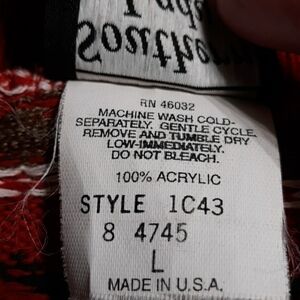 Southe
RN 46032
MACHINE WASH COLD-
SEPARATELY. GENTLE CYCLE.
REMOVE AND TUMBLE DRY
LOW-IMMEDIATELY.
DO NOT BLEACH.
100% ACRYLIC
STYLE 1C43
8 4745
L
MADE IN U.S.A.